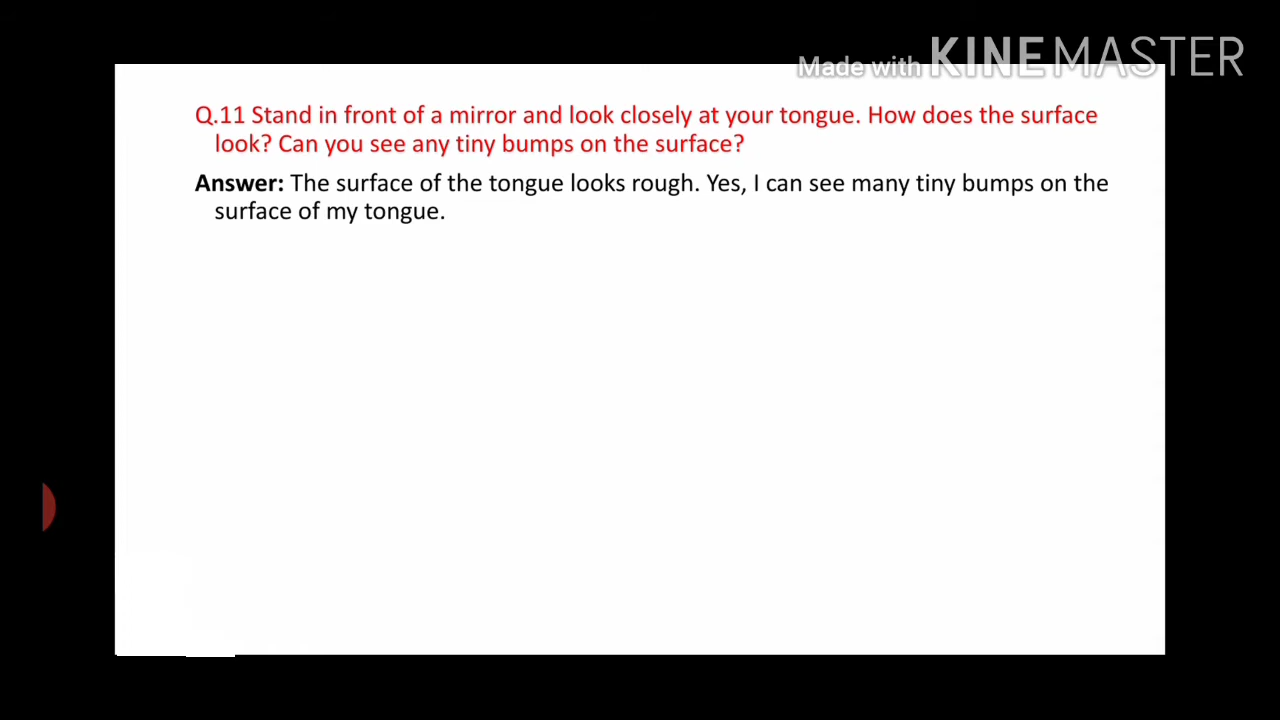 Made with KINEMASTER
Q.11 Stand in front of a mirror and look closely at your tongue. How does the surface
look? Can you see any tiny bumps on the surface?
Answer: The surface of the tongue looks rough. Yes, I can see many tiny bumps on the
surface of my tongue.